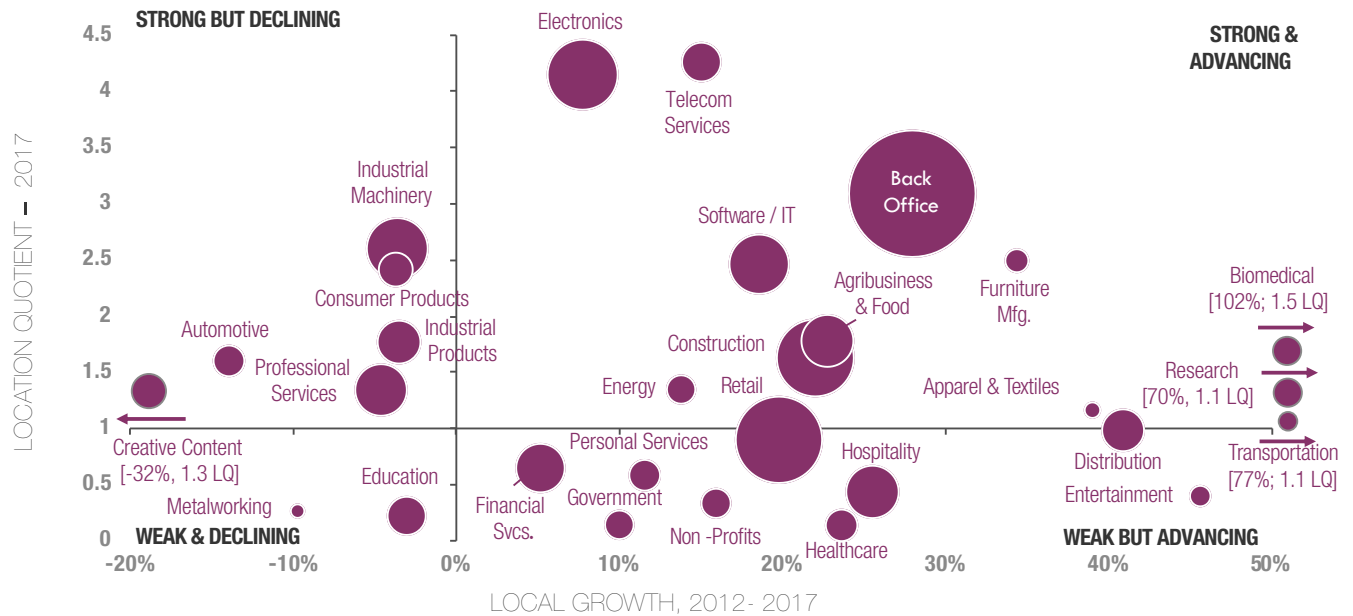 STRONG BUT DECLINING
Electronics
STRONG &
ADVANCING
4.5
4
3.5
3
2.5
2
1.5
1
0.5
0
LOCATION QUOTIENT – 2017
Telecom
Services
Industrial
Machinery
Back
Office
Software / IT
Consumer Products
Agribusiness
& Food
Furniture
Mfg.
Biomedical
[102%; 1.5 LQ]
Automotive
Industrial
Products
Construction
Professional
Services
Energy
Retail
Apparel & Textiles
Research
[70%, 1.1 LQ]
Creative Content
[-32%, 1.3 LQ]
Personal Services
Hospitality
Distribution
Transportation
[77%; 1.1 LQ]
Metalworking
Education
Financial
Svcs.
Government
Non -Profits
Healthcare
Entertainment
WEAK & DECLINING
WEAK BUT ADVANCING
-20%
-10%
0%
10%
20%
30%
40%
50%
LOCAL GROWTH, 2012- 2017